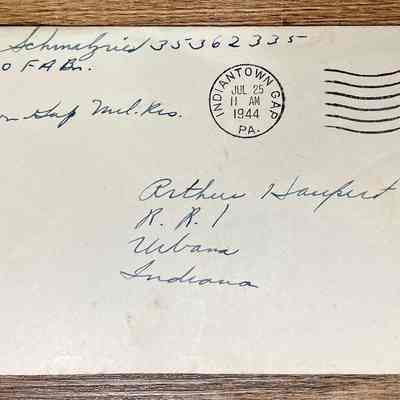 Schmalzried 35362335
0 F A Bn.
Gap Mil. Res.
INDIANTOWN GAP
JUL 25
11 AM
1944
PA.
Arthur Haupert
R. R. 1
Urbana
Indiana